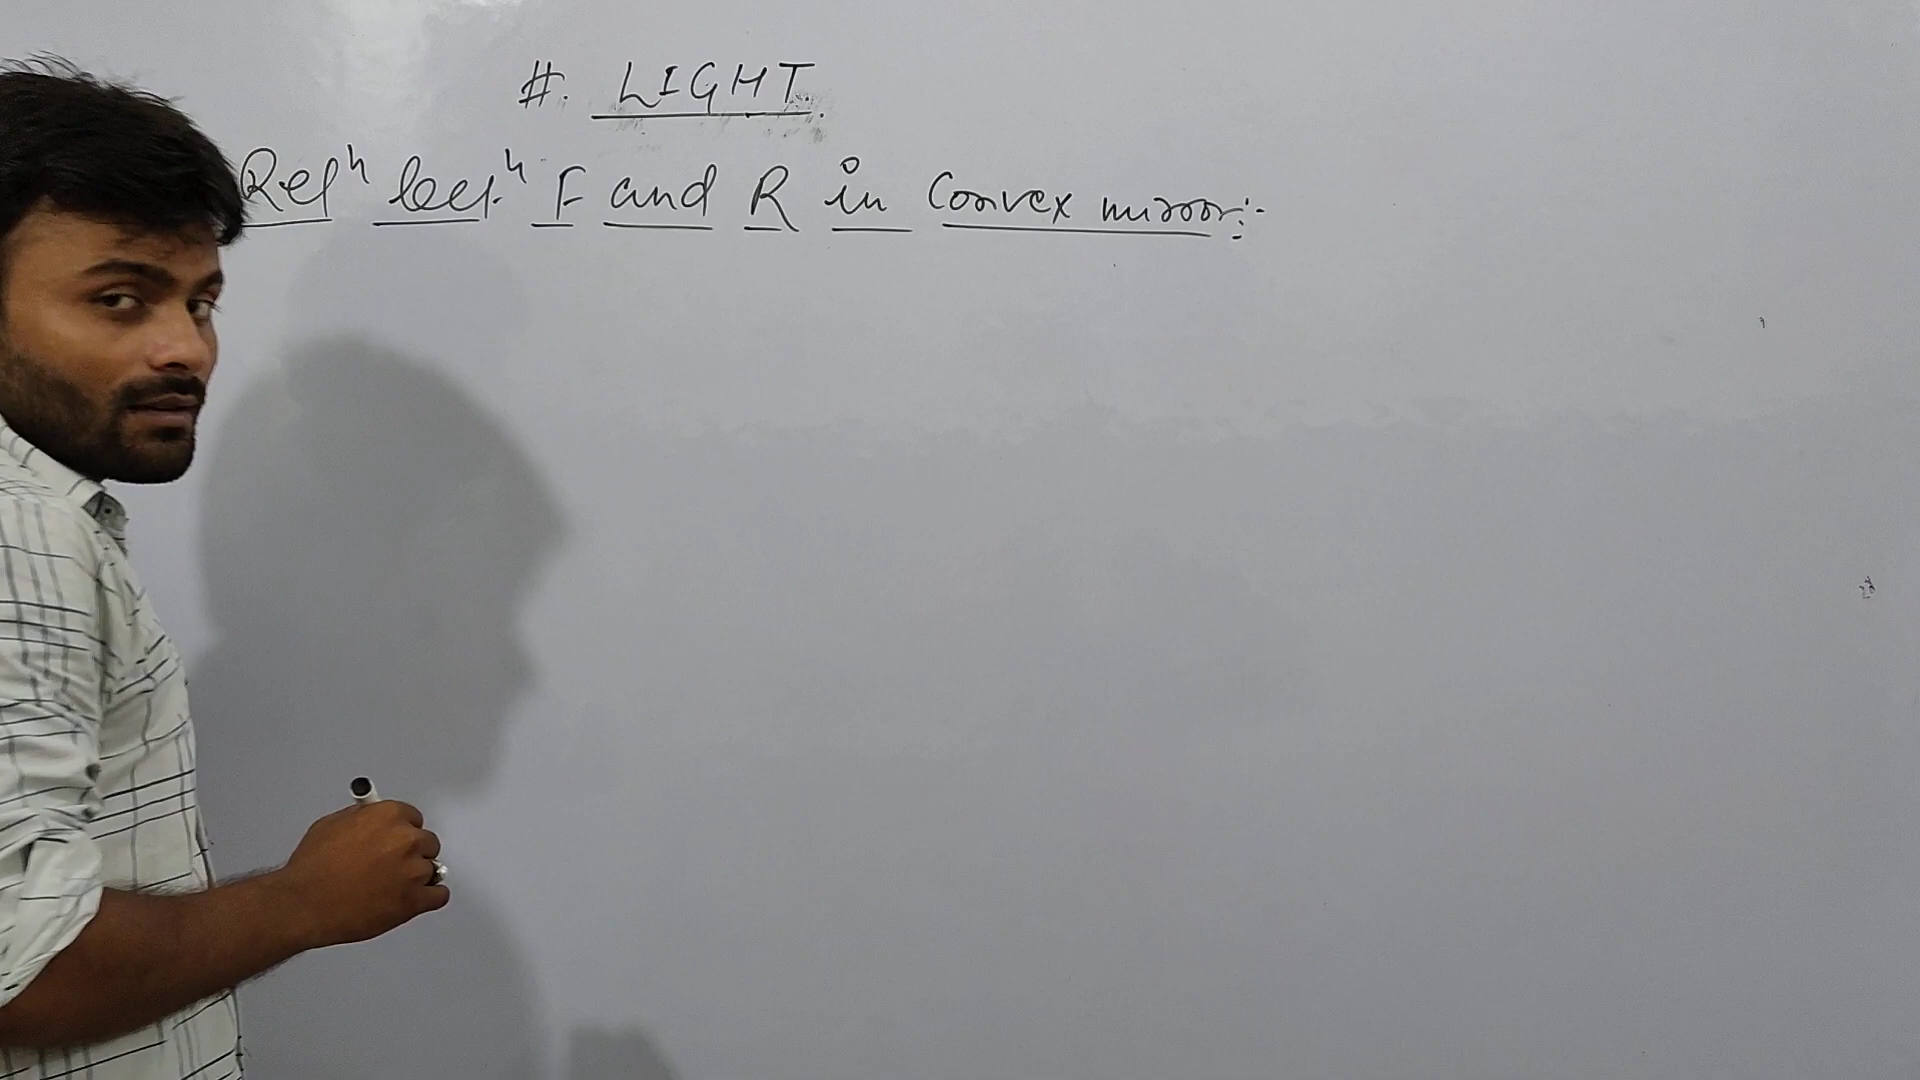 #. LIGHT.
Relⁿ betⁿ F and R in Convex mirror:-